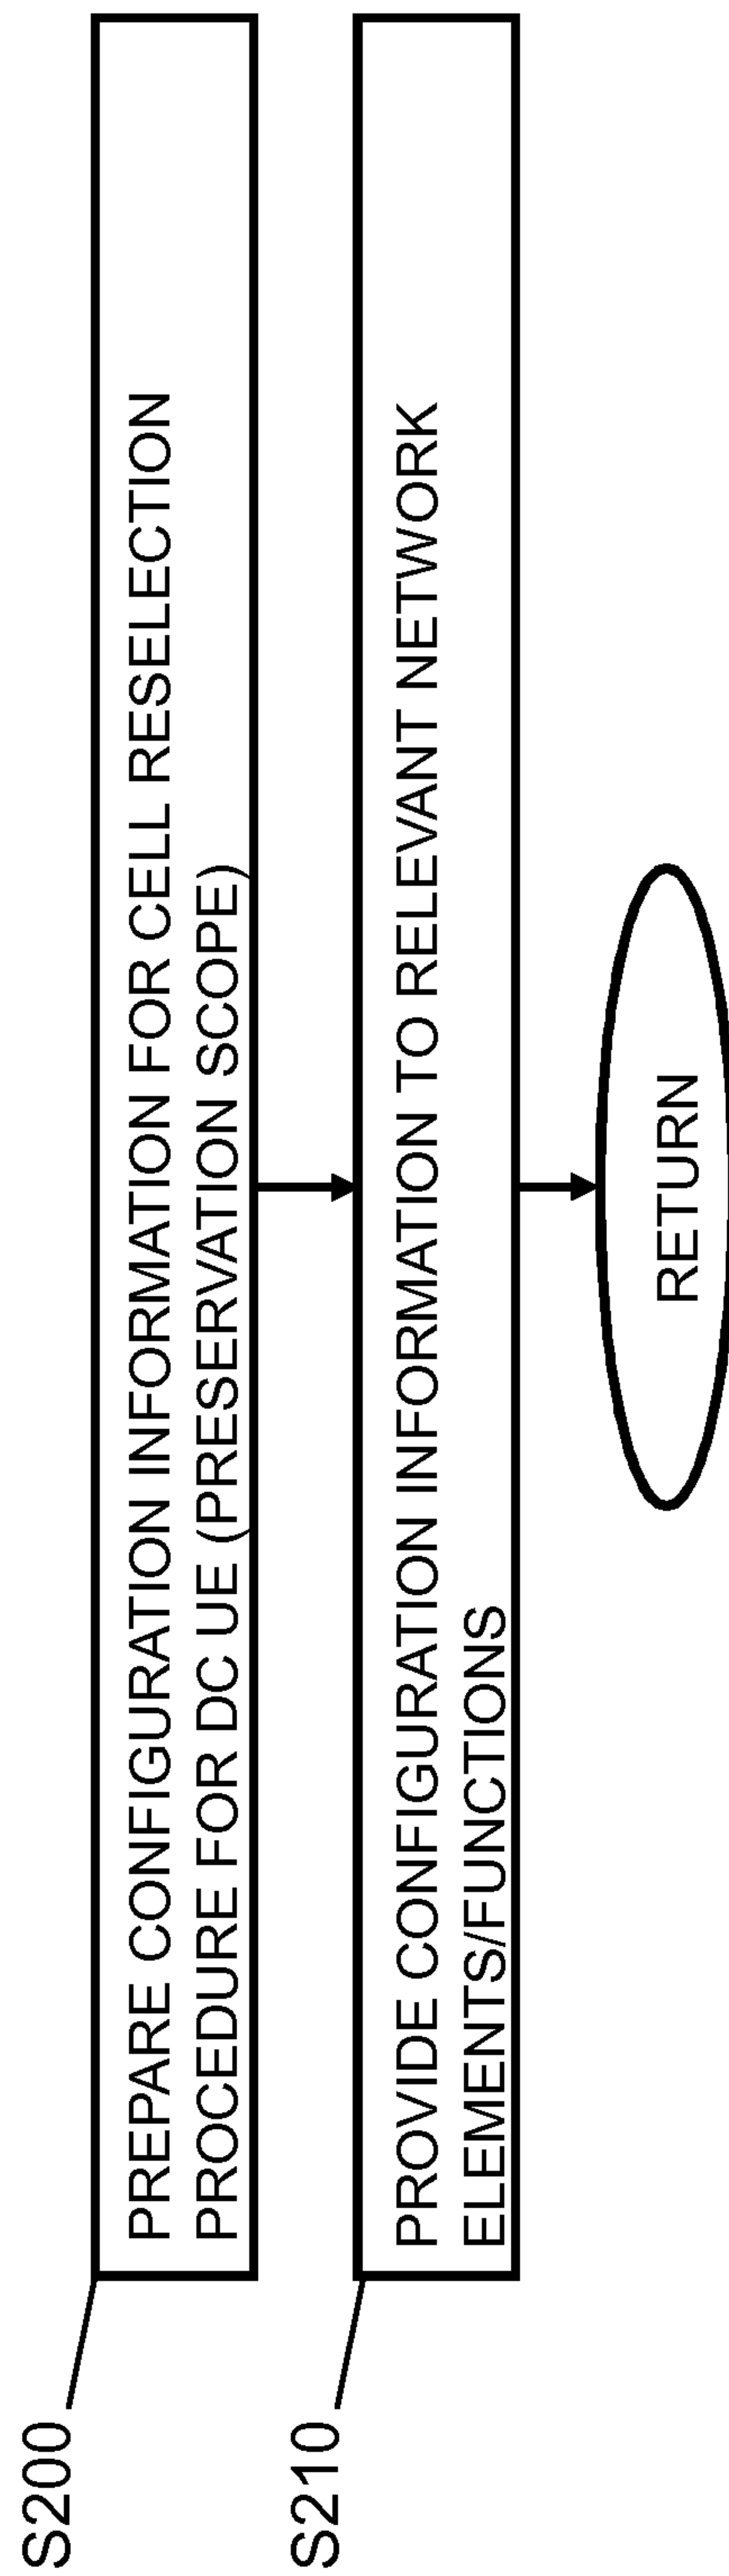 S200
PREPARE CONFIGURATION INFORMATION FOR CELL RESELECTION
PROCEDURE FOR DC UE (PRESERVATION SCOPE)
S210
PROVIDE CONFIGURATION INFORMATION TO RELEVANT NETWORK
ELEMENTS/FUNCTIONS
RETURN